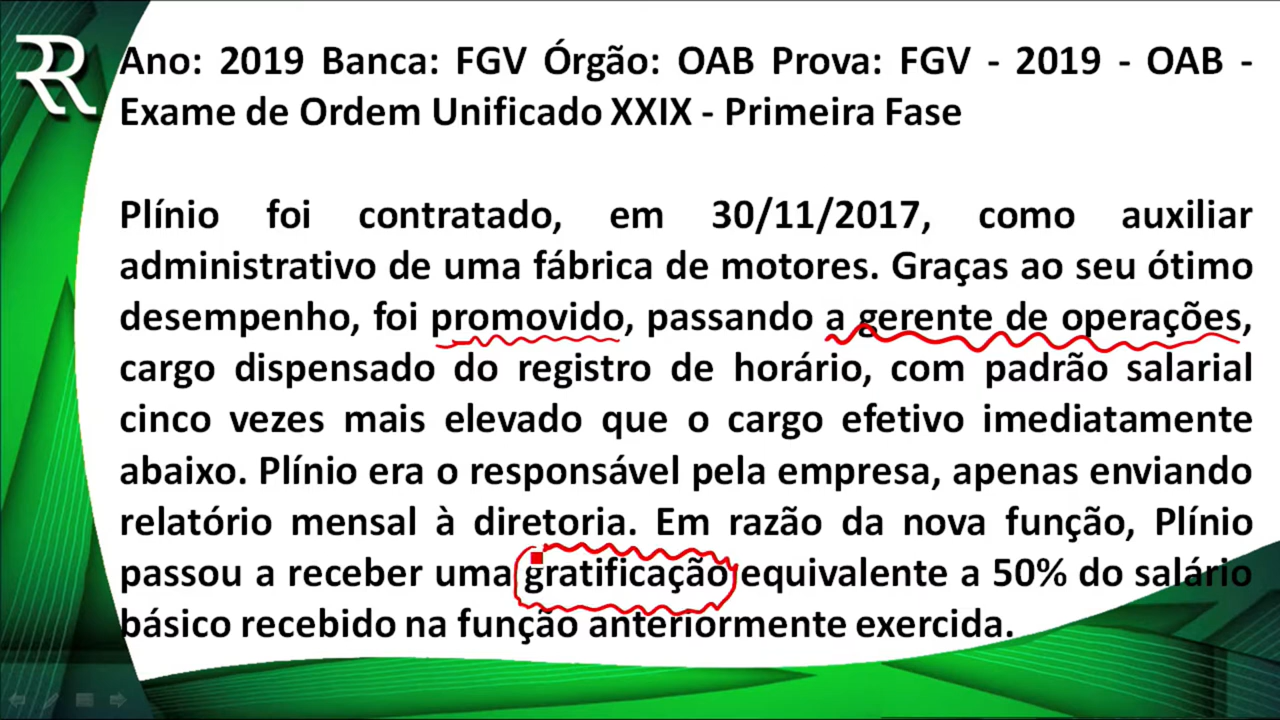 Ano: 2019 Banca: FGV Órgão: OAB Prova: FGV - 2019 - OAB -
Exame de Ordem Unificado XXIX - Primeira Fase
Plínio foi contratado, em 30/11/2017, como auxiliar
administrativo de uma fábrica de motores. Graças ao seu ótimo
desempenho, foi promovido, passando a gerente de operações,
cargo dispensado do registro de horário, com padrão salarial
cinco vezes mais elevado que o cargo efetivo imediatamente
abaixo. Plínio era o responsável pela empresa, apenas enviando
relatório mensal à diretoria. Em razão da nova função, Plínio
passou a receber uma gratificação equivalente a 50% do salário
básico recebido na função anteriormente exercida.